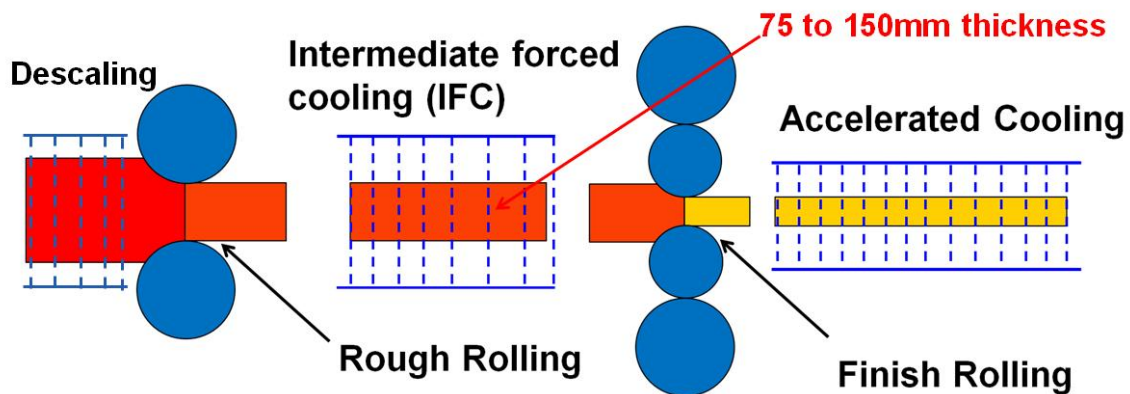 75 to 150mm thickness
Descaling
Intermediate forced
cooling (IFC)
Accelerated Cooling
Rough Rolling
Finish Rolling